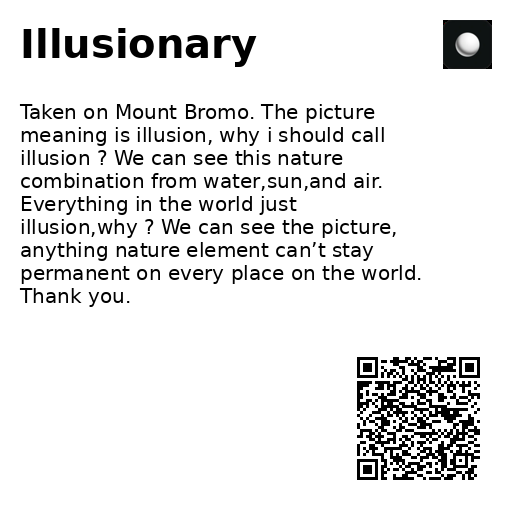 Illusionary
Taken on Mount Bromo. The picture
meaning is illusion, why i should call
illusion ? We can see this nature
combination from water,sun,and air.
Everything in the world just
illusion,why ? We can see the picture,
anything nature element can’t stay
permanent on every place on the world.
Thank you.